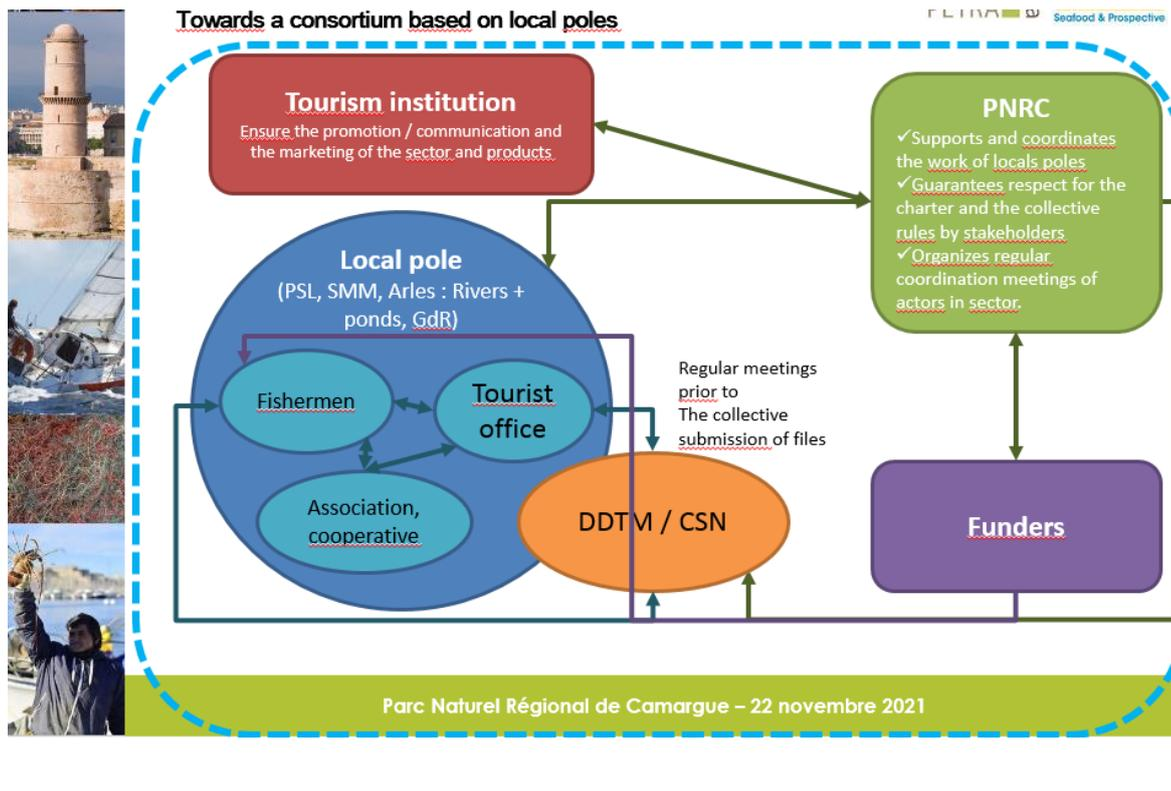 Towards a consortium based on local poles
Seafood & Prospective
Tourism institution
Ensure the promotion / communication and
the marketing of the sector and products
PNRC
✓Supports and coordinates
the work of locals poles
✓Guarantees respect for the
charter and the collective
rules by stakeholders
✓Organizes regular
coordination meetings of
actors in sector.
Local pole
(PSL, SMM, Arles : Rivers +
ponds, GdR)
Fishermen
Tourist
office
Association,
cooperative
Regular meetings
prior to
The collective
submission of files
DDTM / CSN
Funders
Parc Naturel Régional de Camargue – 22 novembre 2021